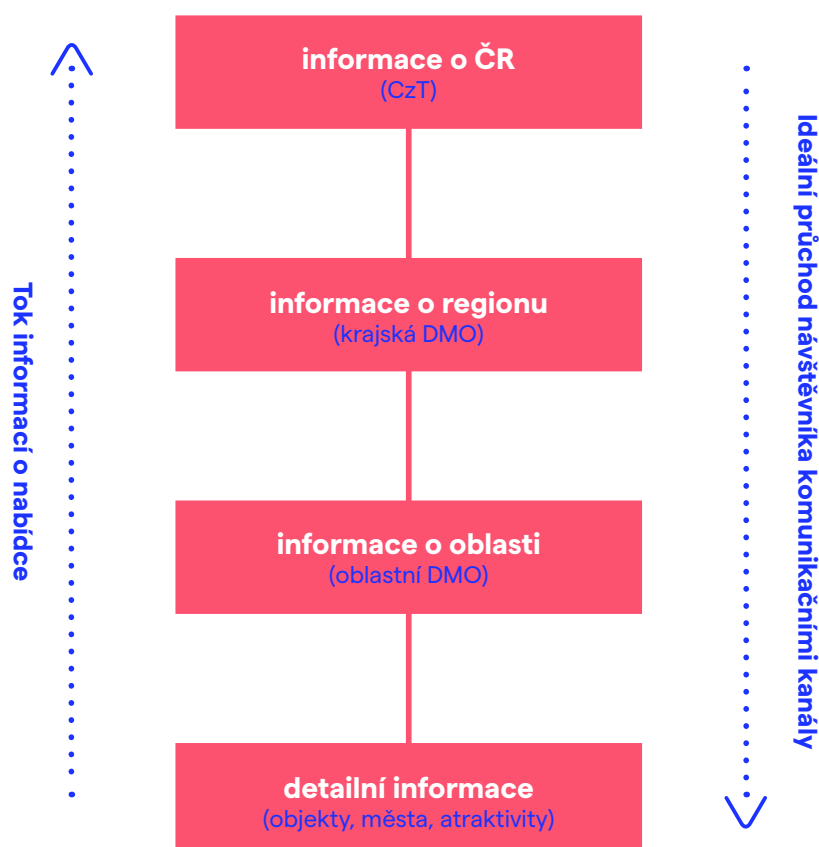 informace o ČR
(CzT)
informace o regionu
(krajská DMO)
informace o oblasti
(oblastní DMO)
detailní informace
(objekty, města, atraktivity)
Tok informací o nabídce
Ideální průchod návštěvníka komunikačními kanály